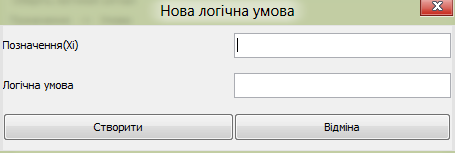 Нова логічна умова
Позначення(Xi)
Логічна умова
Створити
Відміна